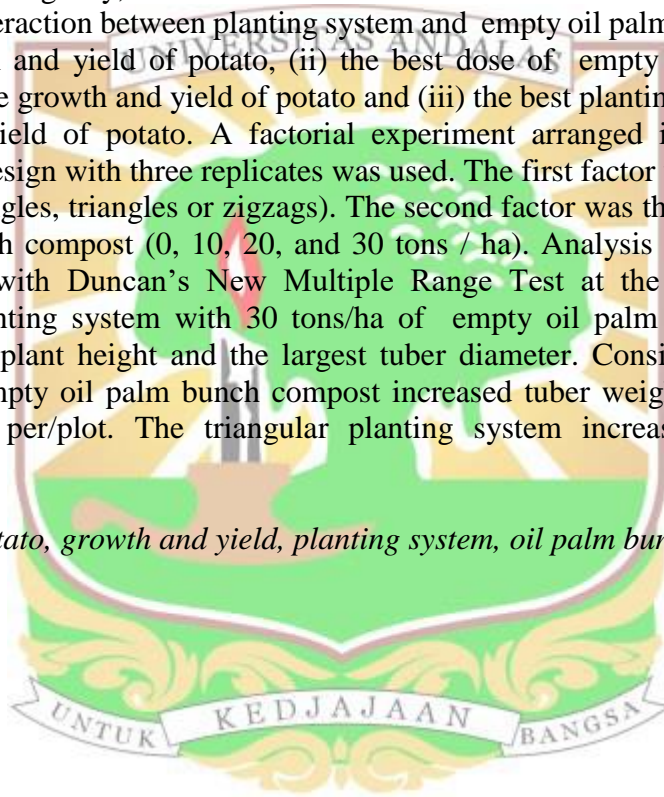 eraction between planting system and empty oil palm
and yield of potato, (ii) the best dose of empty
e growth and yield of potato and (iii) the best plantin
ield of potato. A factorial experiment arranged i
esign with three replicates was used. The first factor
gles, triangles or zigzags). The second factor was th
h compost (0, 10, 20, and 30 tons / ha). Analysis
with Duncan's New Multiple Range Test at the
nting system with 30 tons/ha of empty oil palm
plant height and the largest tuber diameter. Consi
mpty oil palm bunch compost increased tuber weig
per/plot. The triangular planting system increas
tato, growth and yield, planting system, oil palm bun
UNIVERSITAS ANDALAS
UNTUK KEDJAJAAN BANGSA